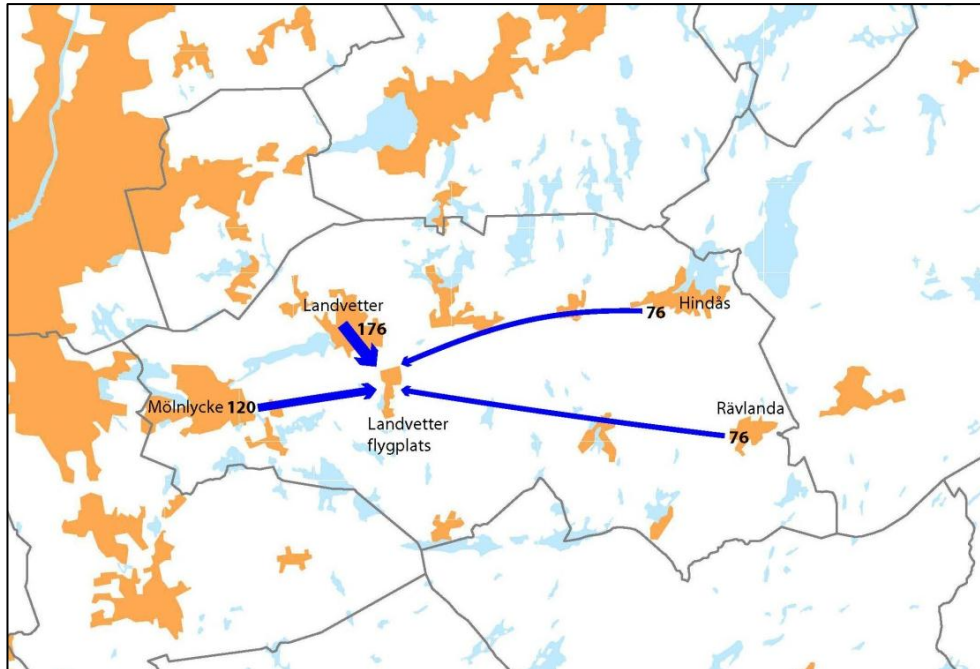 Landvetter
176
76
Hindås
Mölnlycke 120
Landvetter
flygplats
Rävlanda
76